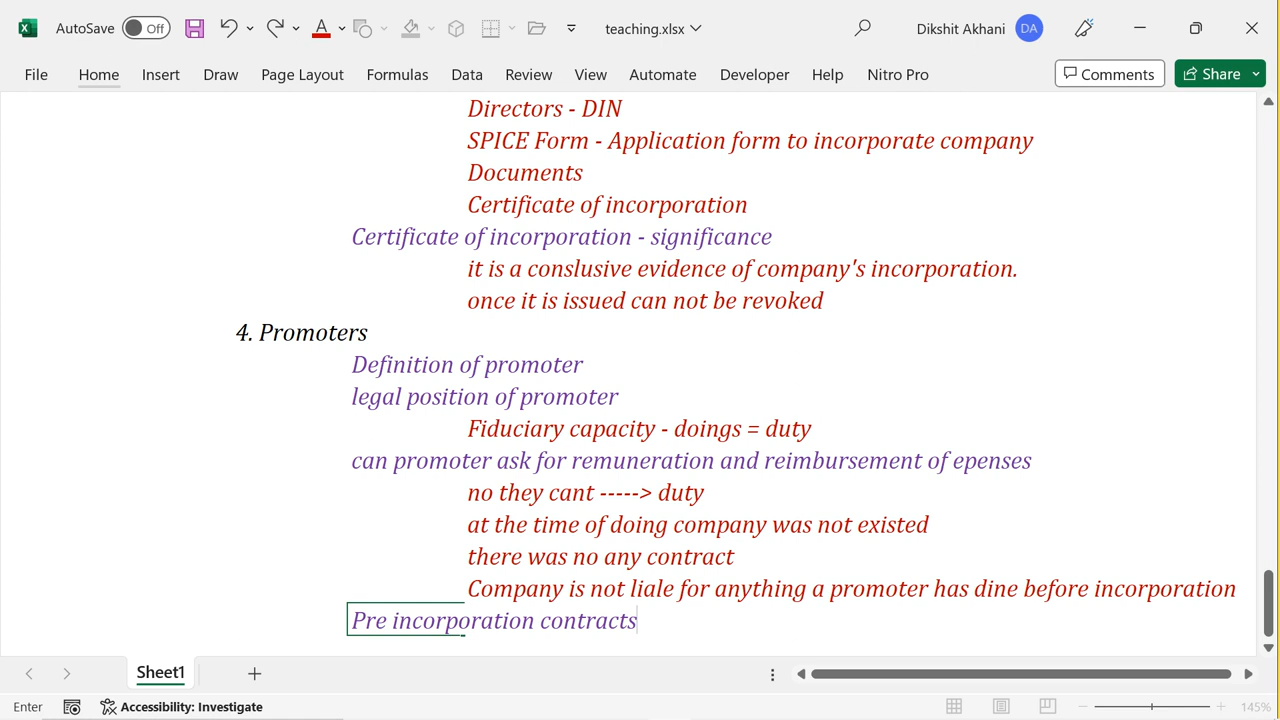 AutoSave Off A teaching.xlsx Dikshit Akhani DA
File Home Insert Draw Page Layout Formulas Data Review View Automate Developer Help Nitro Pro Comments Share
Directors - DIN
SPICE Form - Application form to incorporate company
Documents
Certificate of incorporation
Certificate of incorporation - significance
it is a conslusive evidence of company's incorporation.
once it is issued can not be revoked
4. Promoters
Definition of promoter
legal position of promoter
Fiduciary capacity - doings = duty
can promoter ask for remuneration and reimbursement of epenses
no they cant -----> duty
at the time of doing company was not existed
there was no any contract
Company is not liale for anything a promoter has dine before incorporation
Pre incorporation contracts
Sheet1
Enter Accessibility: Investigate 145%